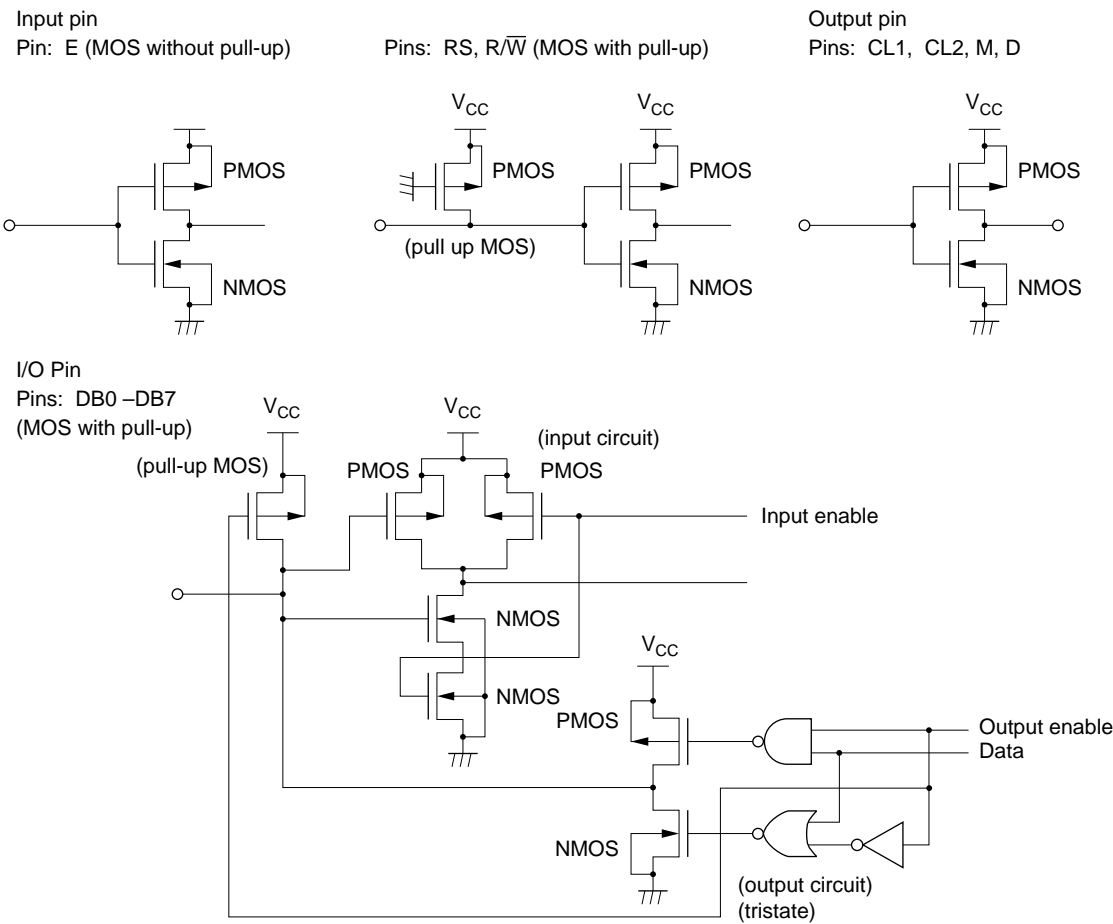 Input pin
Pin: E (MOS without pull-up)
Pins: RS, R/W̅ (MOS with pull-up)
Output pin
Pins: CL1, CL2, M, D
VCC
VCC
VCC
PMOS
PMOS
PMOS
PMOS
(pull up MOS)
NMOS
NMOS
NMOS
I/O Pin
Pins: DB0 –DB7
(MOS with pull-up)
VCC
VCC
(pull-up MOS)
(input circuit)
PMOS
PMOS
Input enable
NMOS
NMOS
VCC
PMOS
Output enable
Data
NMOS
(output circuit)
(tristate)